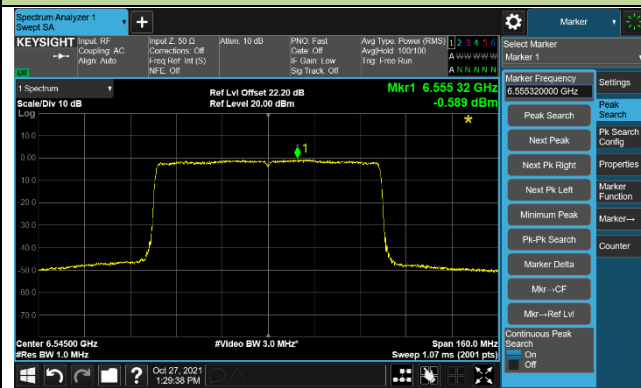 Spectrum Analyzer 1
Swept SA
+
Marker
KEYSIGHT
Input: RF
Coupling: AC
Align: Auto
Input Z: 50 Ω
Corrections: Off
Freq Ref: Int (S)
NFE: Off
Atten: 10 dB
PNO: Fast
Gate: Off
IF Gain: Low
Sig Track: Off
Avg Type: Power (RMS)
Avg|Hold: 100/100
Trig: Free Run
1 2 3 4 5 6
A W W W W W
A N N N N N
LXI
Select Marker
Marker 1
1 Spectrum
Scale/Div 10 dB
Log
Ref Lvl Offset 22.20 dB
Ref Level 20.00 dBm
Mkr1 6.555 32 GHz
-0.589 dBm
*
1
10.0
0.00
10.0
20.0
30.0
-40.0
-50.0
60.0
70.0
Center 6.54500 GHz
#Res BW 1.0 MHz
#Video BW 3.0 MHz*
Span 160.0 MHz
Sweep 1.07 ms (2001 pts)
Marker Frequency
6.555320000 GHz
Peak Search
Next Peak
Next Pk Right
Next Pk Left
Minimum Peak
Pk-Pk Search
Marker Delta
Mkr→CF
Mkr→Ref Lvl
Continuous Peak
Search
On
Off
Settings
Peak
Search
Pk Search
Config
Properties
Marker
Function
Marker→
Counter
?
Oct 27, 2021
1:29:38 PM